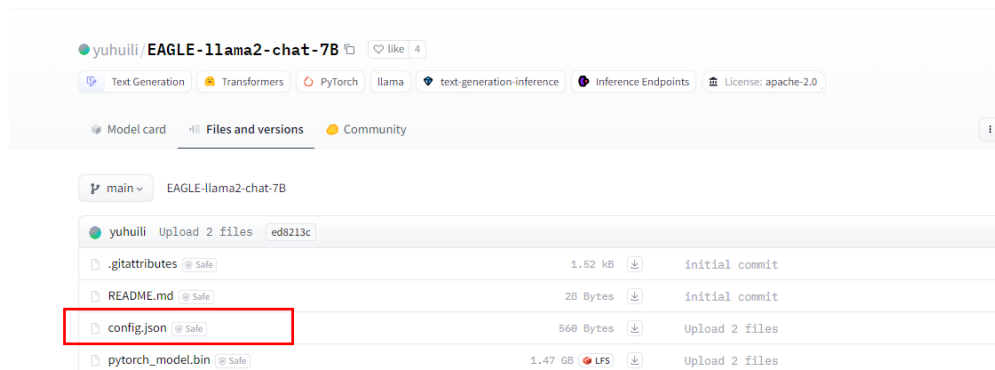 yuhuili/EAGLE-llama2-chat-7B like 4
Text Generation Transformers PyTorch llama text-generation-inference Inference Endpoints License: apache-2.0
Model card Files and versions Community
main EAGLE-llama2-chat-7B
yuhuili Upload 2 files ed8213c
.gitattributes Safe 1.52 kB initial commit
README.md Safe 28 Bytes initial commit
config.json Safe 560 Bytes Upload 2 files
pytorch_model.bin Safe 1.47 GB LFS Upload 2 files